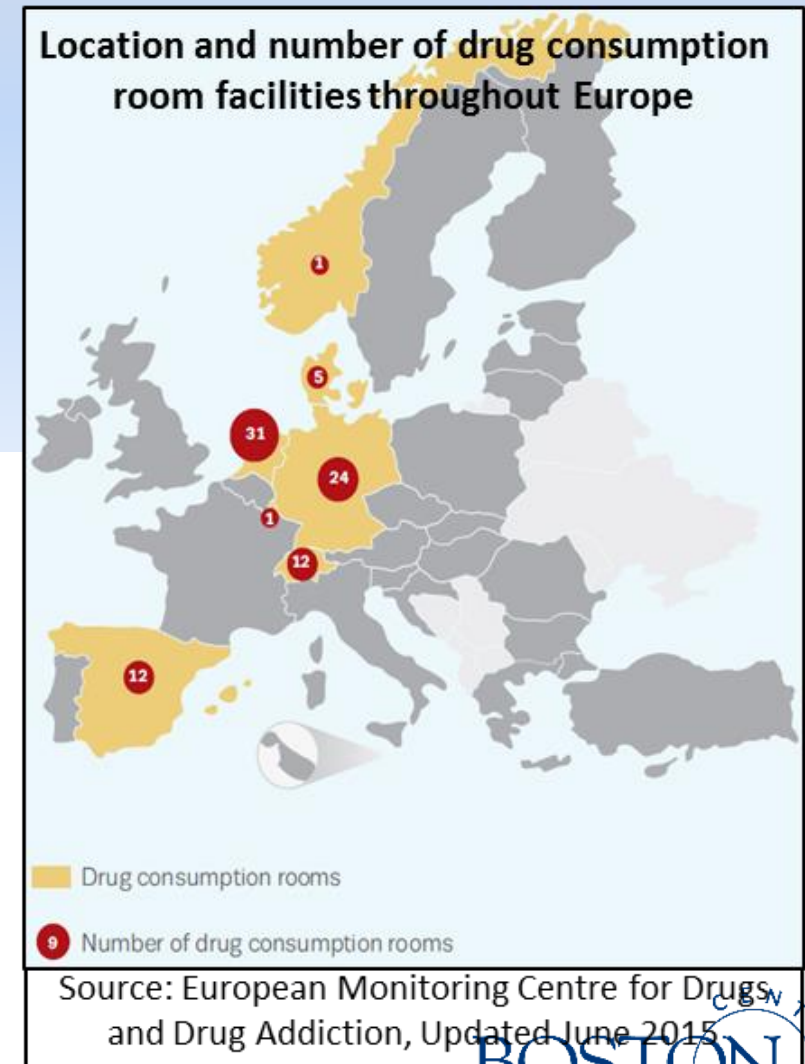 Location and number of drug consumption
room facilities throughout Europe
1
5
31
24
1
12
12
Drug consumption rooms
9 Number of drug consumption rooms
Source: European Monitoring Centre for Drugs
and Drug Addiction, Updated June 2015
BOSTON